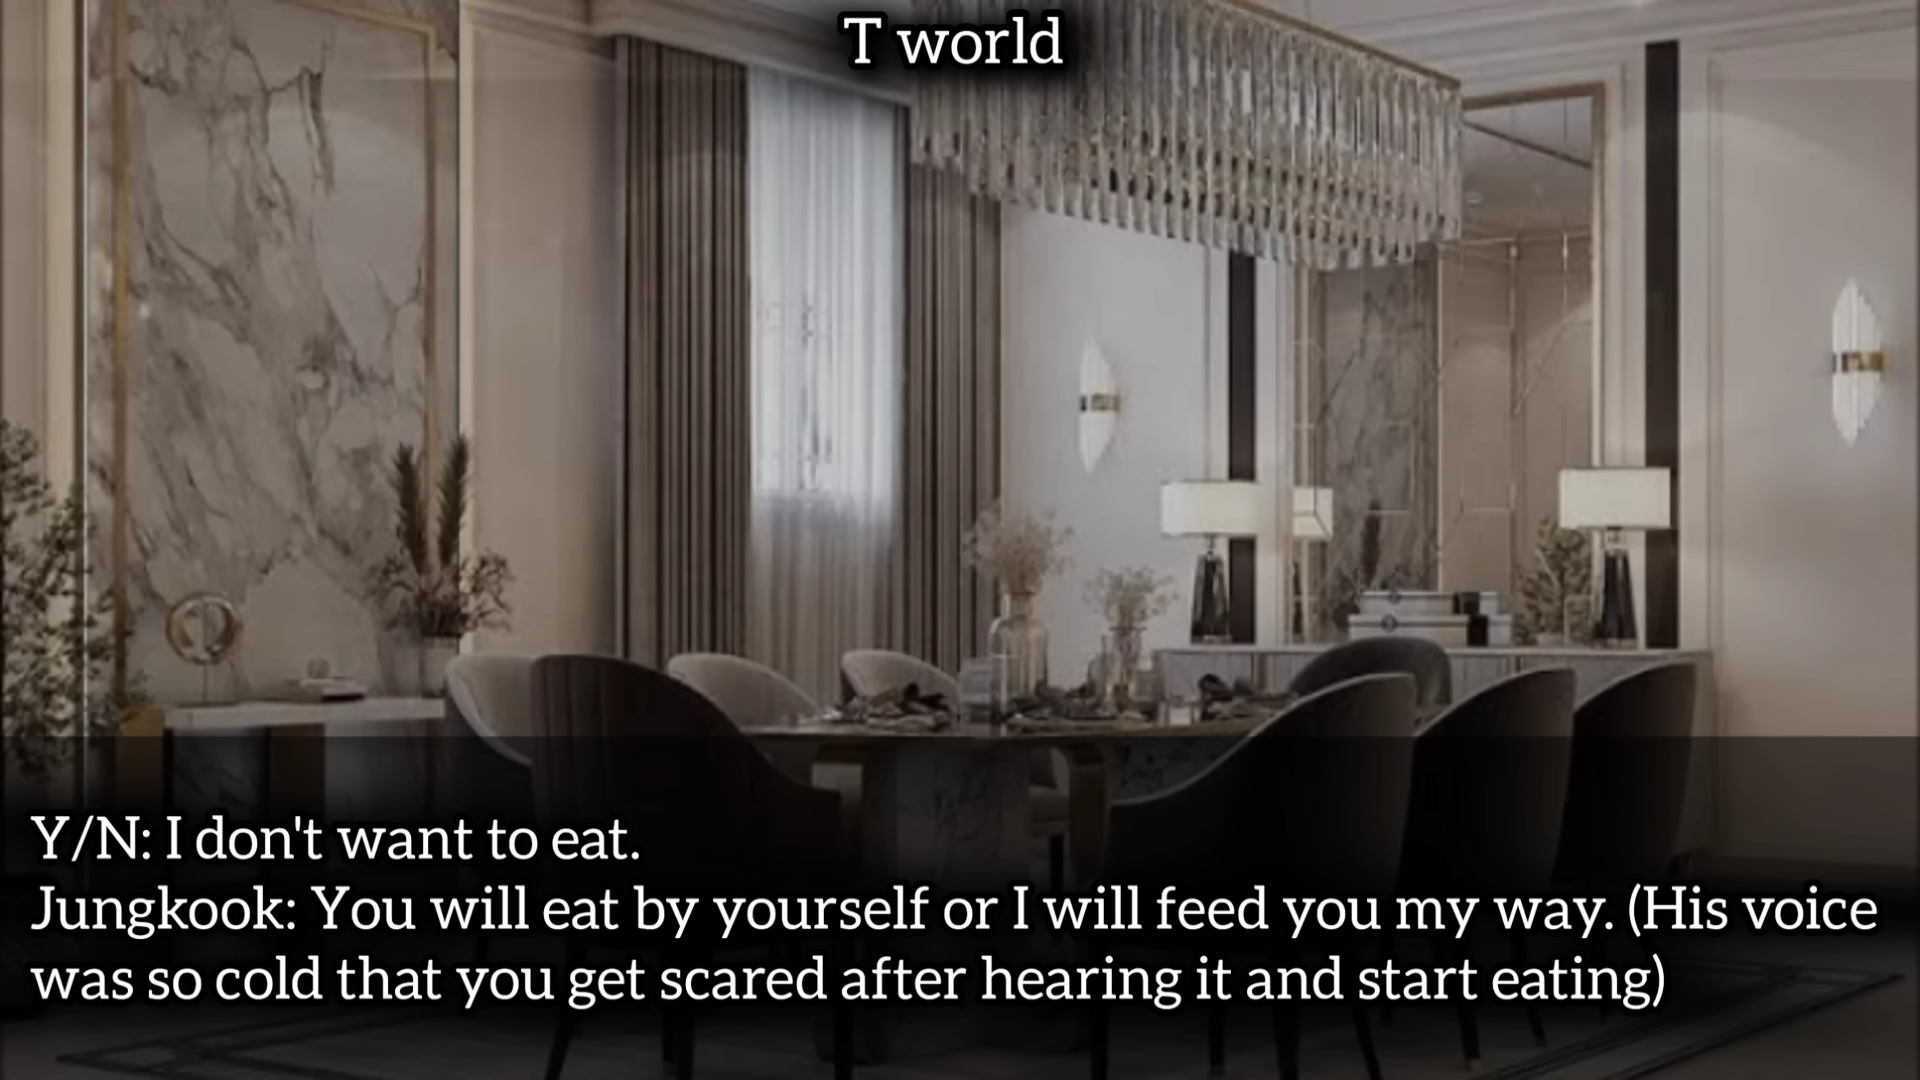 T world
Y/N: I don't want to eat.
Jungkook: You will eat by yourself or I will feed you my way. (His voice
was so cold that you get scared after hearing it and start eating)